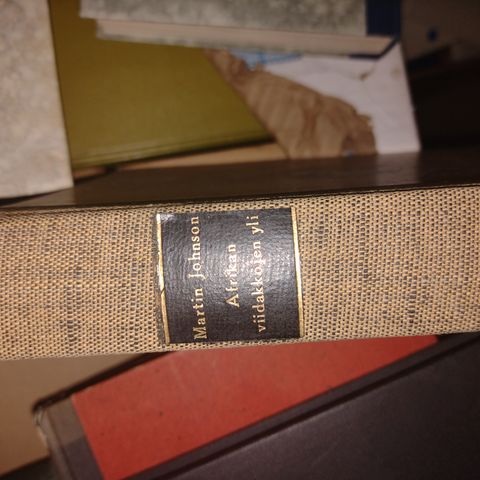 Martin Johnson
Afrikan
viidakkojen yli